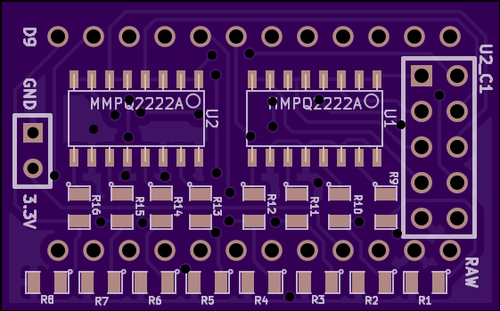 D9
U2_C1
GND
MMPQ2222A
U2
MMPQ2222A
U1
3.3V
R16
R15
R14
R13
R12
R11
R10
R9
RAW
R8
R7
R6
R5
R4
R3
R2
R1